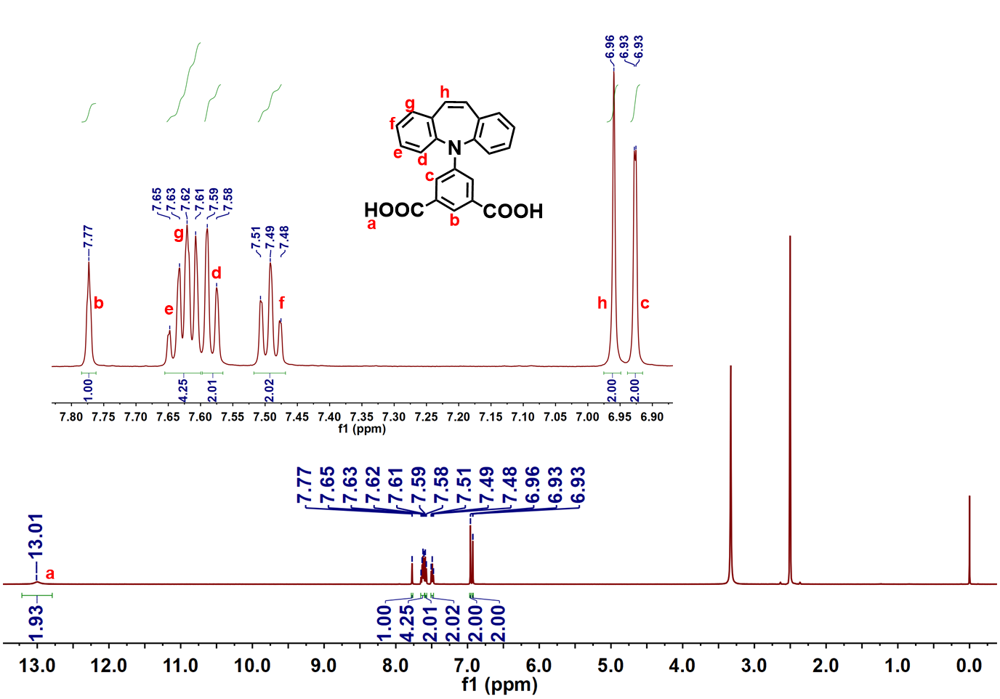 6.96
6.93
6.93
h
g
f
e
d
N
c
HOOC
COOH
a
b
7.65
7.63
7.62
7.61
7.59
7.58
7.77
7.51
7.49
7.48
g
d
b
e
f
h
c
1.00
4.25
2.01
2.02
2.00
2.00
7.80 7.75 7.70 7.65 7.60 7.55 7.50 7.45 7.40 7.35 7.30 7.25 7.20 7.15 7.10 7.05 7.00 6.95 6.90
f1 (ppm)
7.77
7.65
7.63
7.62
7.61
7.59
7.58
7.51
7.49
7.48
6.96
6.93
6.93
13.01
a
1.93
1.00
4.25
2.01
2.02
2.00
2.00
13.0 12.0 11.0 10.0 9.0 8.0 7.0 6.0 5.0 4.0 3.0 2.0 1.0 0.0
f1 (ppm)